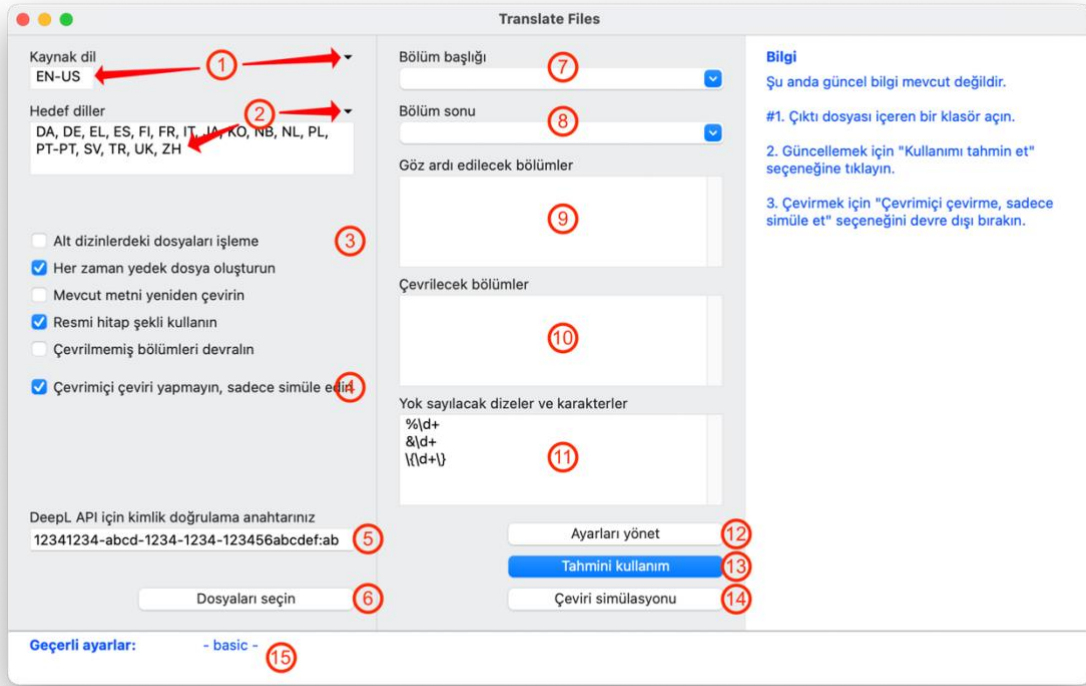 Translate Files
Kaynak dil
1
EN-US
Hedef diller
2
DA, DE, EL, ES, FI, FR, IT, JA, KO, NB, NL, PL,
PT-PT, SV, TR, UK, ZH
Alt dizinlerdeki dosyaları işleme
3
Her zaman yedek dosya oluşturun
Mevcut metni yeniden çevirin
Resmi hitap şekli kullanın
Çevrilmemiş bölümleri devralın
Çevrimiçi çeviri yapmayın, sadece simüle edin
4
DeepL API için kimlik doğrulama anahtarınız
12341234-abcd-1234-1234-123456abcdef:ab
5
Dosyaları seçin
6
Bölüm başlığı
7
Bölüm sonu
8
Göz ardı edilecek bölümler
9
Çevrilecek bölümler
10
Yok sayılacak dizeler ve karakterler
%\d+
&\d+
\{\d+\}
11
Ayarları yönet
12
Tahmini kullanım
13
Çeviri simülasyonu
14
Bilgi
Şu anda güncel bilgi mevcut değildir.
#1. Çıktı dosyası içeren bir klasör açın.
2. Güncellemek için "Kullanımı tahmin et"
seçeneğine tıklayın.
3. Çevirmek için "Çevrimiçi çevirme, sadece
simüle et" seçeneğini devre dışı bırakın.
Geçerli ayarlar: - basic -
15